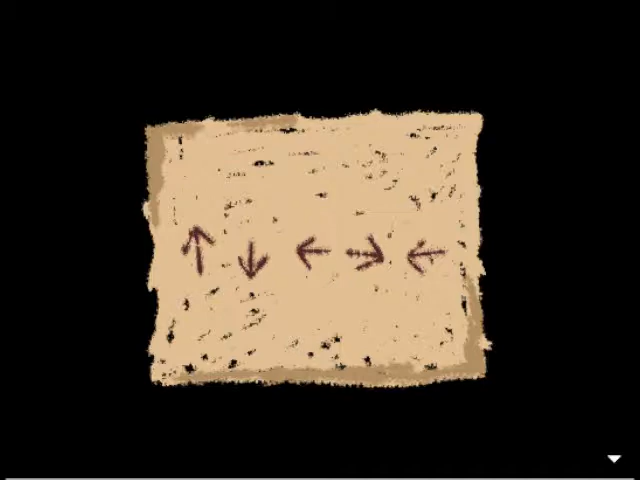 ↑ ↓ ← → ←